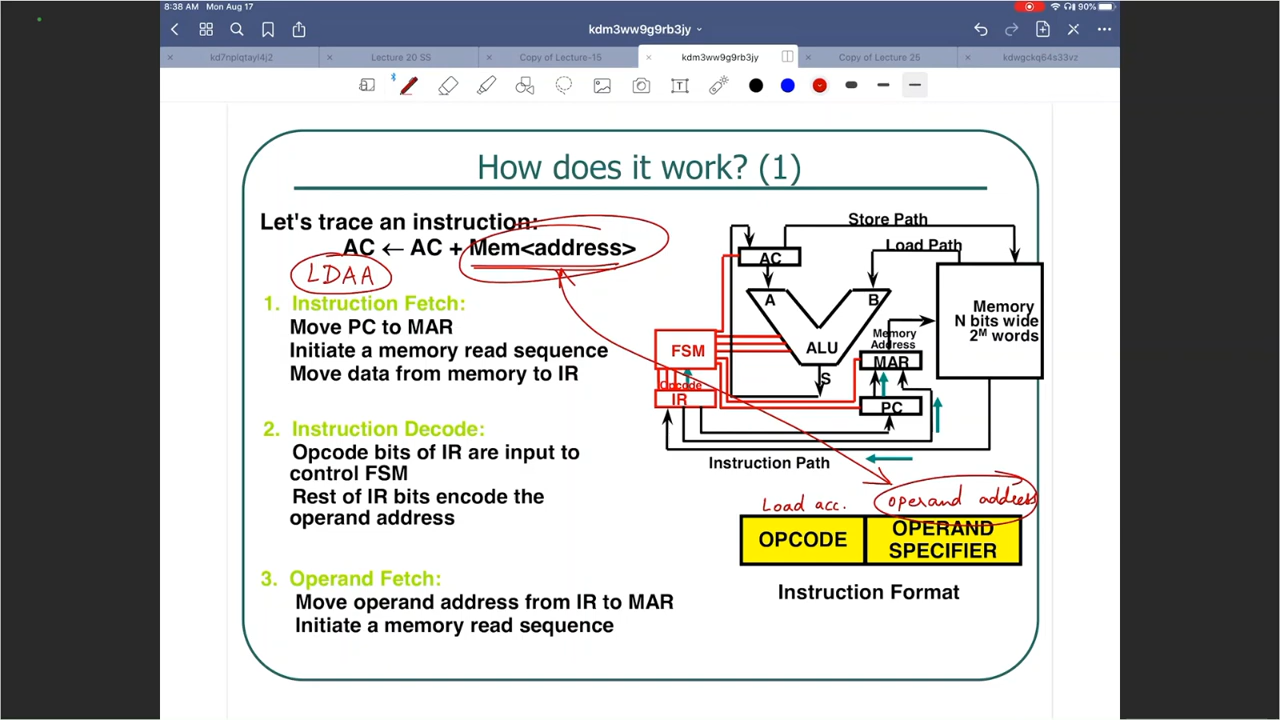 8:38 AM Mon Aug 17
90%
kdm3ww9g9rb3jy
kd7nplqtayl4j2
Lecture 20 SS
Copy of Lecture-15
kdm3ww9g9rb3jy
Copy of Lecture 25
kdwgckq64s33vz
How does it work? (1)
Let's trace an instruction:
AC ← AC + Mem<address>
LDAA
1. Instruction Fetch:
Move PC to MAR
Initiate a memory read sequence
Move data from memory to IR
2. Instruction Decode:
Opcode bits of IR are input to
control FSM
Rest of IR bits encode the
operand address
3. Operand Fetch:
Move operand address from IR to MAR
Initiate a memory read sequence
Store Path
Load Path
AC
A
B
Memory
N bits wide
2^M words
Memory
Address
FSM
ALU
MAR
S
Opcode
IR
PC
Instruction Path
Load acc.
operand address
OPCODE
OPERAND
SPECIFIER
Instruction Format